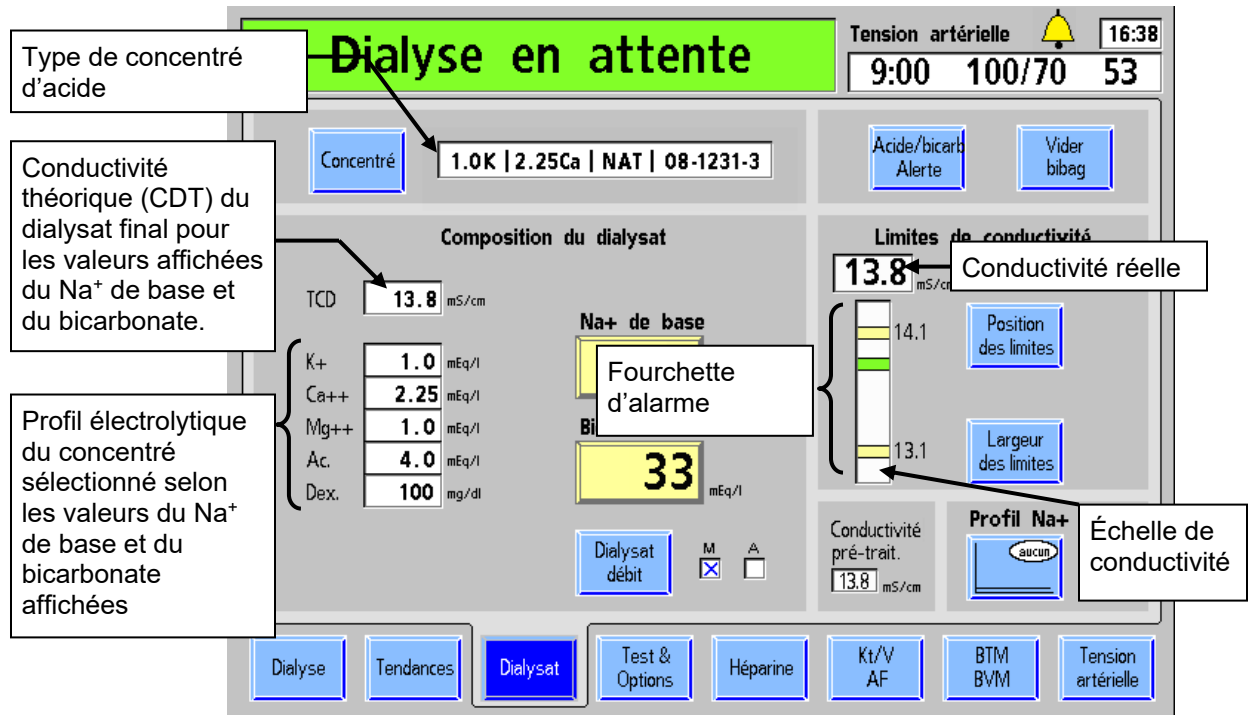 Dialyse en attente
Tension artérielle
16:38
9:00 100/70 53
Type de concentré
d’acide
Concentré
1.0K | 2.25Ca | NAT | 08-1231-3
Acide/bicarb
Alerte
Vider
bibag
Conductivité
théorique (CDT) du
dialysat final pour
les valeurs affichées
du Na⁺ de base et
du bicarbonate.
Composition du dialysat
TCD 13.8 mS/cm
K+ 1.0 mEq/l
Ca++ 2.25 mEq/l
Mg++ 1.0 mEq/l
Ac. 4.0 mEq/l
Dex. 100 mg/dl
Profil électrolytique
du concentré
sélectionné selon
les valeurs du Na⁺
de base et du
bicarbonate
affichées
Na+ de base
Fourchette
d’alarme
33 mEq/l
Dialysat
débit
M A
Limites de conductivité
13.8 mS/cm
Conductivité réelle
14.1
13.1
Position
des limites
Largeur
des limites
Conductivité
pré-trait.
13.8 mS/cm
Profil Na+
aucun
Échelle de
conductivité
Dialyse
Tendances
Dialysat
Test &
Options
Héparine
Kt/V
AF
BTM
BVM
Tension
artérielle